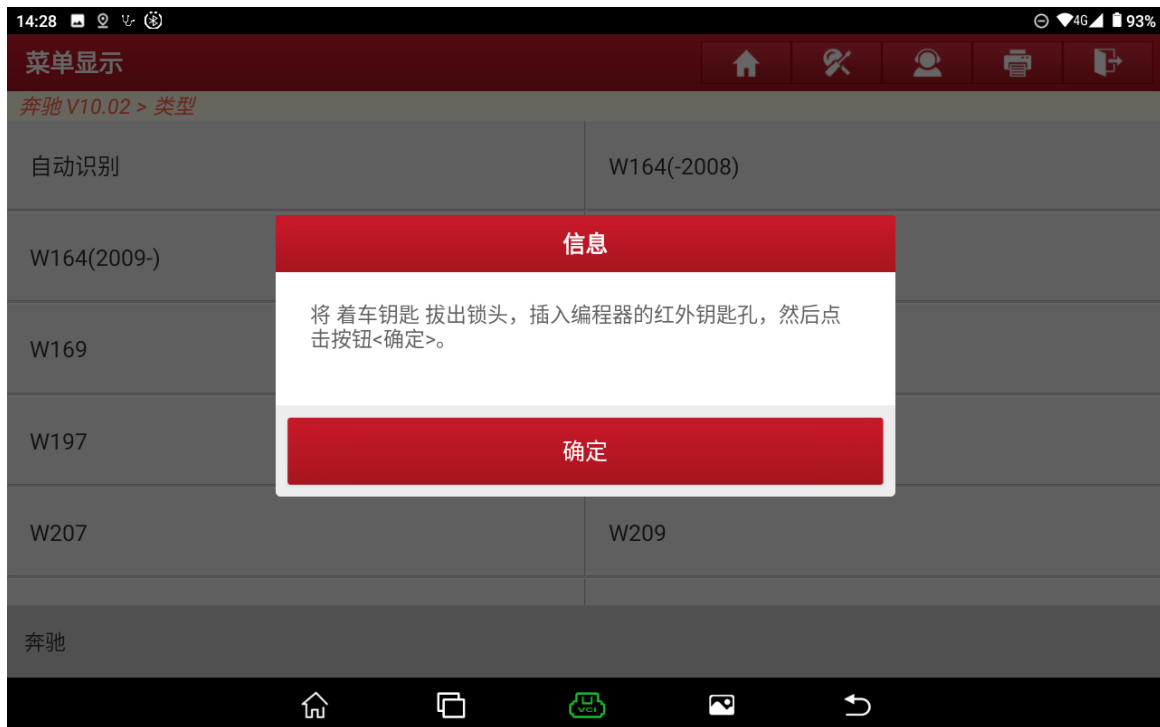 14:28
4G 93%
菜单显示
奔驰 V10.02 > 类型
自动识别
W164(-2008)
W164(2009-)
信息
将 着车钥匙 拔出锁头，插入编程器的红外钥匙孔，然后点
击按钮<确定>。
W169
W197
确定
W207
W209
奔驰
VCI